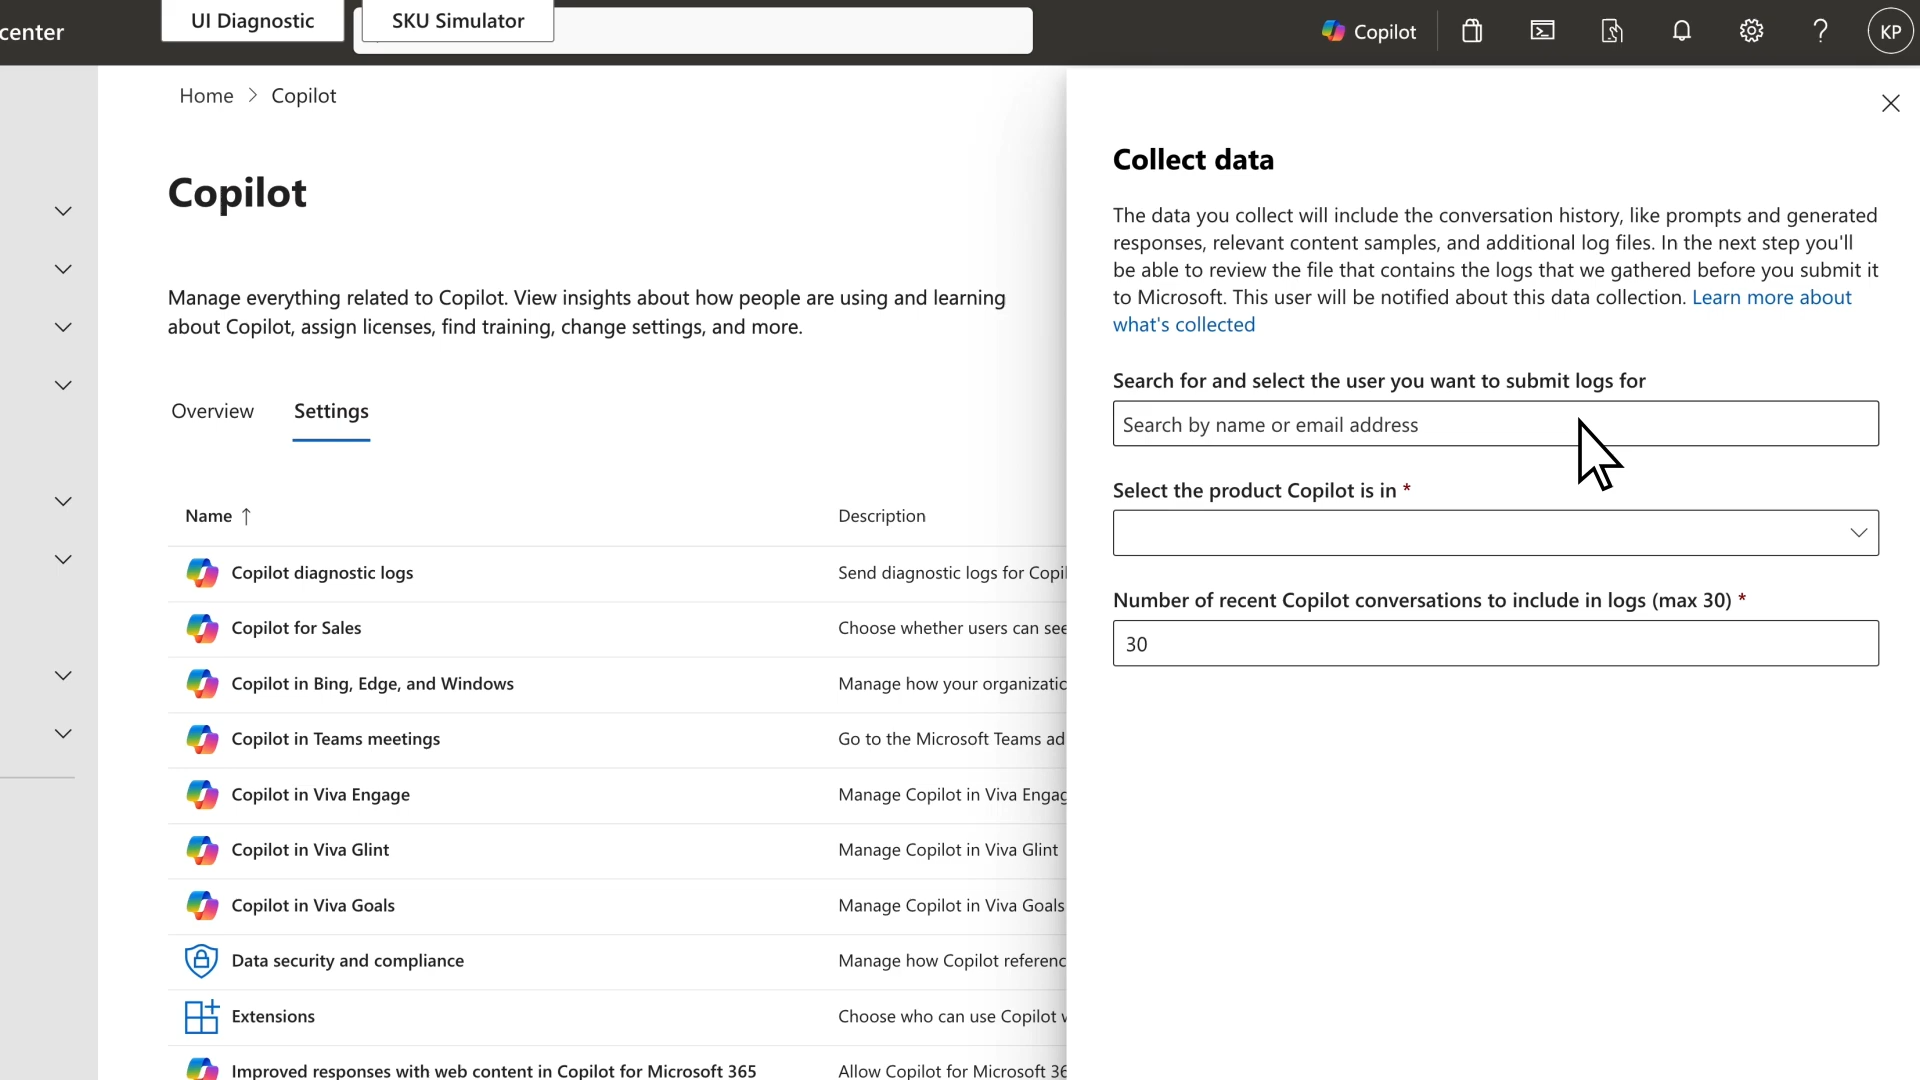 center
UI Diagnostic
SKU Simulator
Copilot
KP
Home > Copilot
Copilot
Manage everything related to Copilot. View insights about how people are using and learning
about Copilot, assign licenses, find training, change settings, and more.
Overview
Settings
Name ↑
Description
Copilot diagnostic logs
Send diagnostic logs for Copil
Copilot for Sales
Choose whether users can see
Copilot in Bing, Edge, and Windows
Manage how your organizatic
Copilot in Teams meetings
Go to the Microsoft Teams ad
Copilot in Viva Engage
Manage Copilot in Viva Engag
Copilot in Viva Glint
Manage Copilot in Viva Glint
Copilot in Viva Goals
Manage Copilot in Viva Goals
Data security and compliance
Manage how Copilot referenc
Extensions
Choose who can use Copilot
Improved responses with web content in Copilot for Microsoft 365
Allow Copilot for Microsoft 36
Collect data
The data you collect will include the conversation history, like prompts and generated
responses, relevant content samples, and additional log files. In the next step you'll
be able to review the file that contains the logs that we gathered before you submit it
to Microsoft. This user will be notified about this data collection. Learn more about
what's collected
Search for and select the user you want to submit logs for
Search by name or email address
Select the product Copilot is in *
Number of recent Copilot conversations to include in logs (max 30) *
30